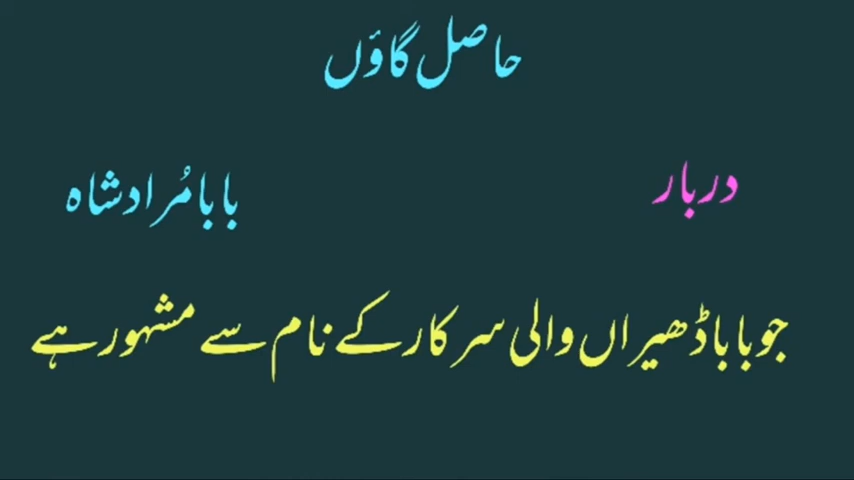 حاصل گاؤں
دربار بابا مُراد شاہ
جو بابا ڈھیراں والی سرکار کے نام سے مشہور ہے